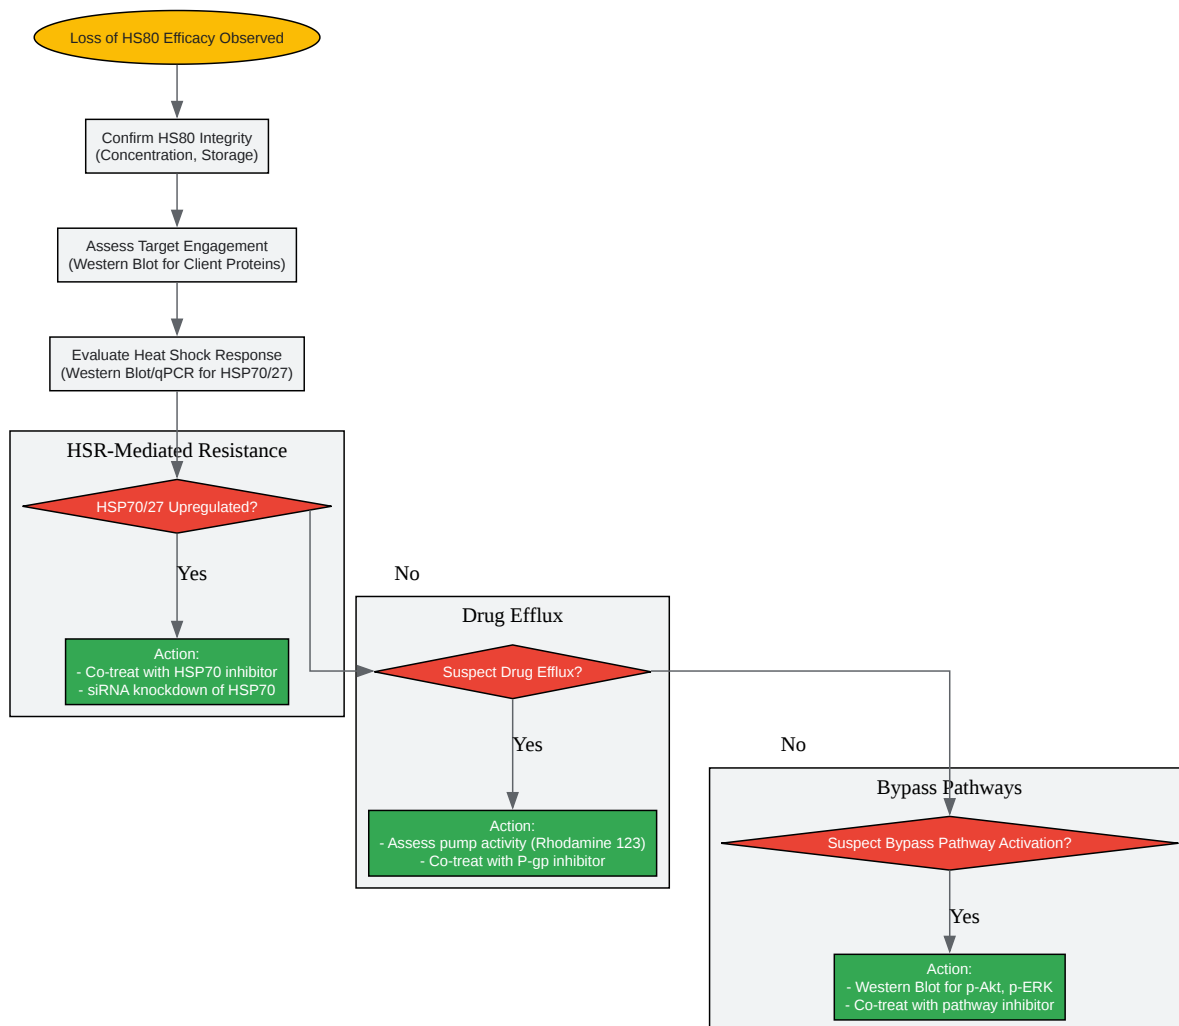 Loss of HS80 Efficacy Observed
Confirm HS80 Integrity
(Concentration, Storage)
Assess Target Engagement
(Western Blot for Client Proteins)
Evaluate Heat Shock Response
(Western Blot/qPCR for HSP70/27)
HSR-Mediated Resistance
HSP70/27 Upregulated?
Yes
Action:
- Co-treat with HSP70 inhibitor
- siRNA knockdown of HSP70
No
Drug Efflux
Suspect Drug Efflux?
Yes
Action:
- Assess pump activity (Rhodamine 123)
- Co-treat with P-gp inhibitor
No
Bypass Pathways
Suspect Bypass Pathway Activation?
Yes
Action:
- Western Blot for p-Akt, p-ERK
- Co-treat with pathway inhibitor